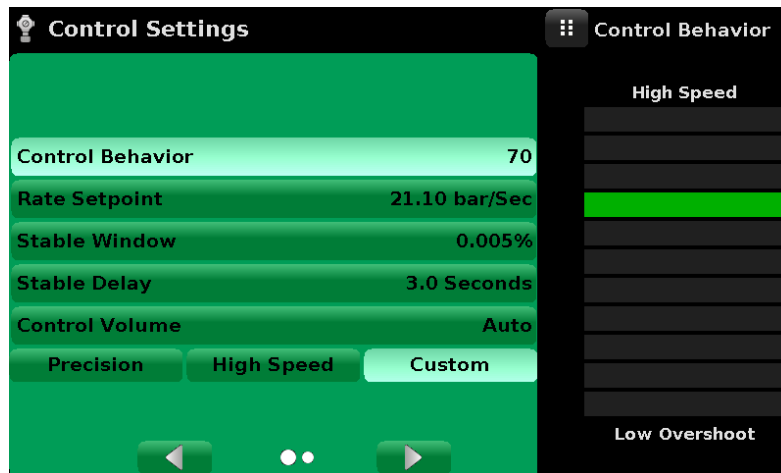 Control Settings
Control Behavior 70
Rate Setpoint 21.10 bar/Sec
Stable Window 0.005%
Stable Delay 3.0 Seconds
Control Volume Auto
Precision High Speed Custom
Control Behavior
High Speed
Low Overshoot